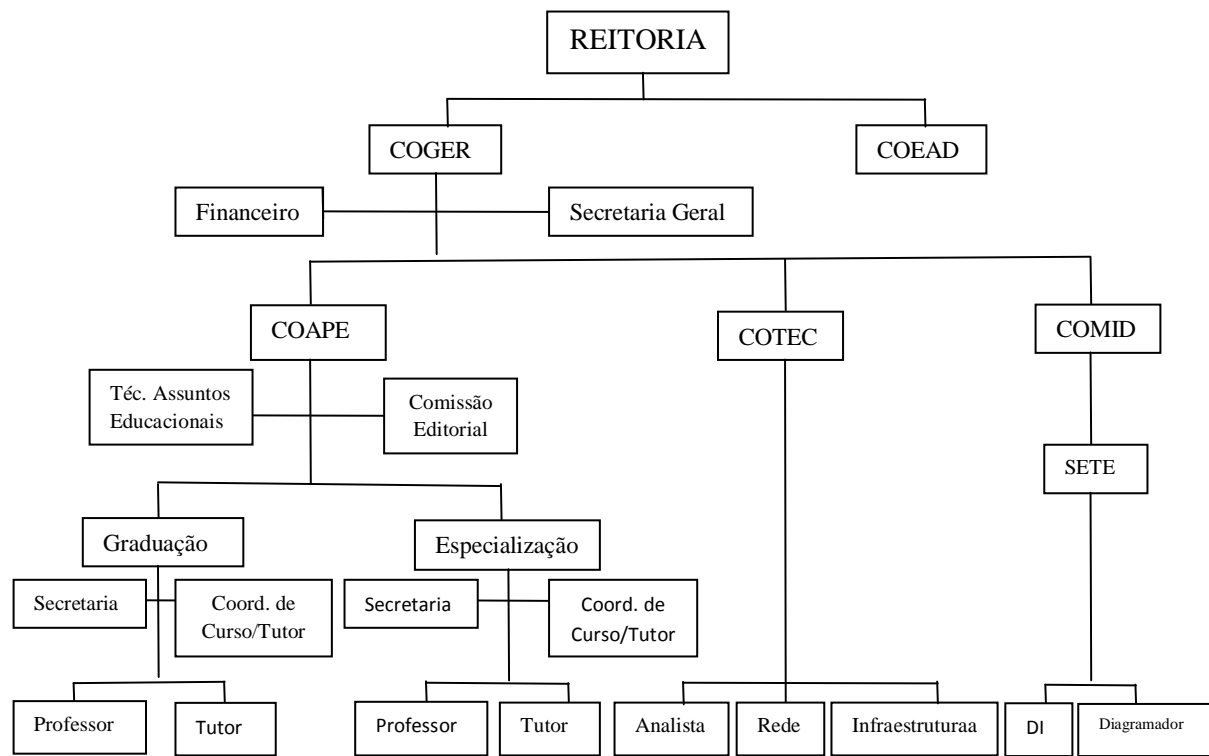 REITORIA
COGER
COEAD
Financeiro
Secretaria Geral
COAPE
COTEC
COMID
Téc. Assuntos
Educacionais
Comissão
Editorial
SETE
Graduação
Especialização
Secretaria
Coord. de
Curso/Tutor
Secretaria
Coord. de
Curso/Tutor
Professor
Tutor
Professor
Tutor
Analista
Rede
Infraestruturaa
DI
Diagramador